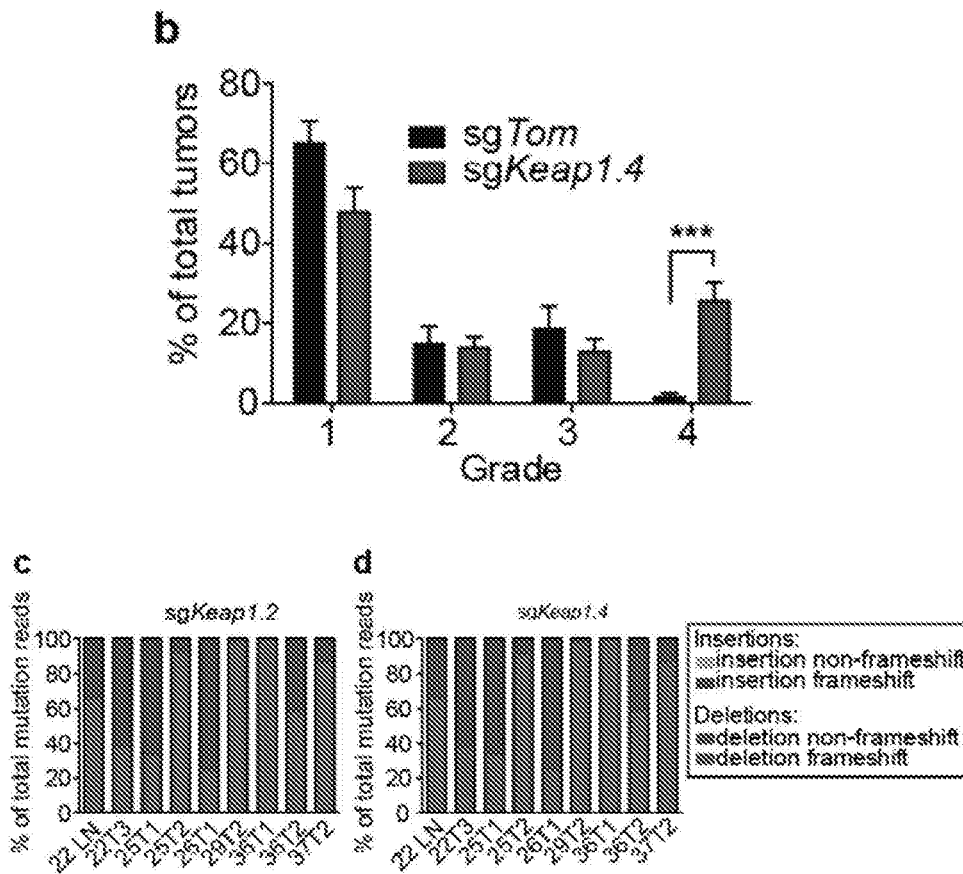 b
% of total tumors
80
60
40
20
0
sgTom
sgKeap1.4
***
1 2 3 4
Grade
c
sgKeap1.2
% of total mutation reads
100
80
60
40
20
0
22 LN 22T3 25T1 25T2 26T1 29T2 36T1 36T2 37T2
d
sgKeap1.4
% of total mutation reads
100
80
60
40
20
0
22 LN 22T3 25T1 25T2 26T1 29T2 36T1 36T2 37T2
Insertions:
insertion non-frameshift
insertion frameshift
Deletions:
deletion non-frameshift
deletion frameshift